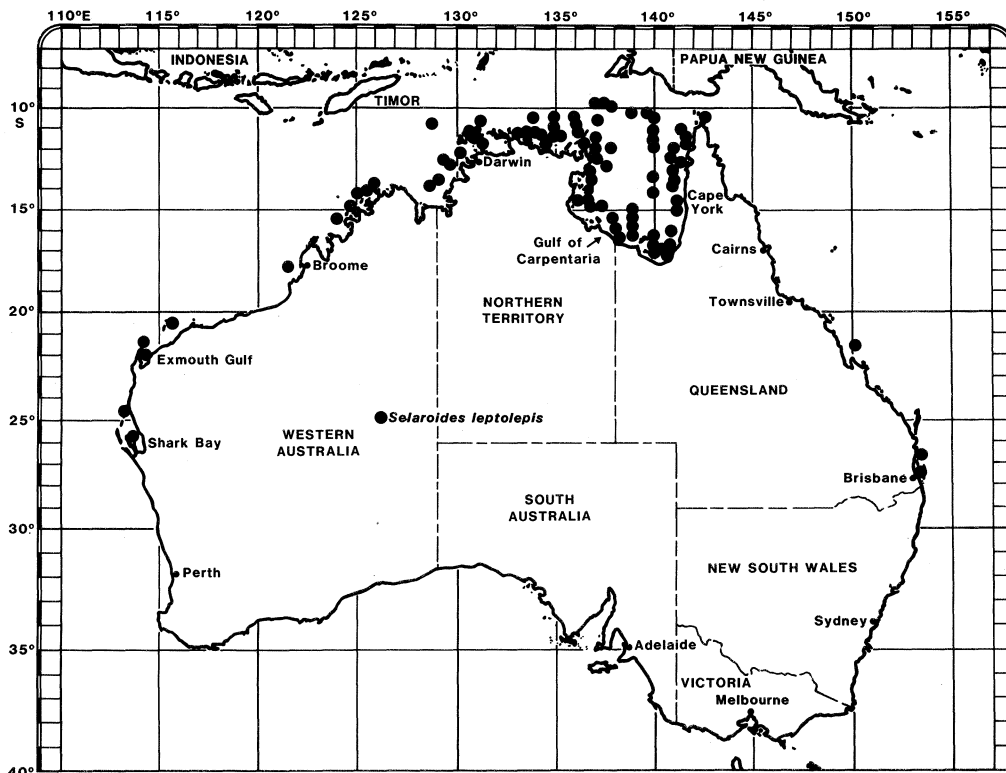 110°E 115° 120° 125° 130° 135° 140° 145° 150° 155°
INDONESIA
PAPUA NEW GUINEA
TIMOR
10°
S
Darwin
15°
Cape
York
Gulf of
Carpentaria
Cairns
Broome
NORTHERN
TERRITORY
Townsville
20°
Exmouth Gulf
QUEENSLAND
Selaroides leptolepis
25°
Shark Bay
WESTERN
AUSTRALIA
Brisbane
SOUTH
AUSTRALIA
30°
Perth
NEW SOUTH WALES
Sydney
35°
Adelaide
VICTORIA
Melbourne
40°